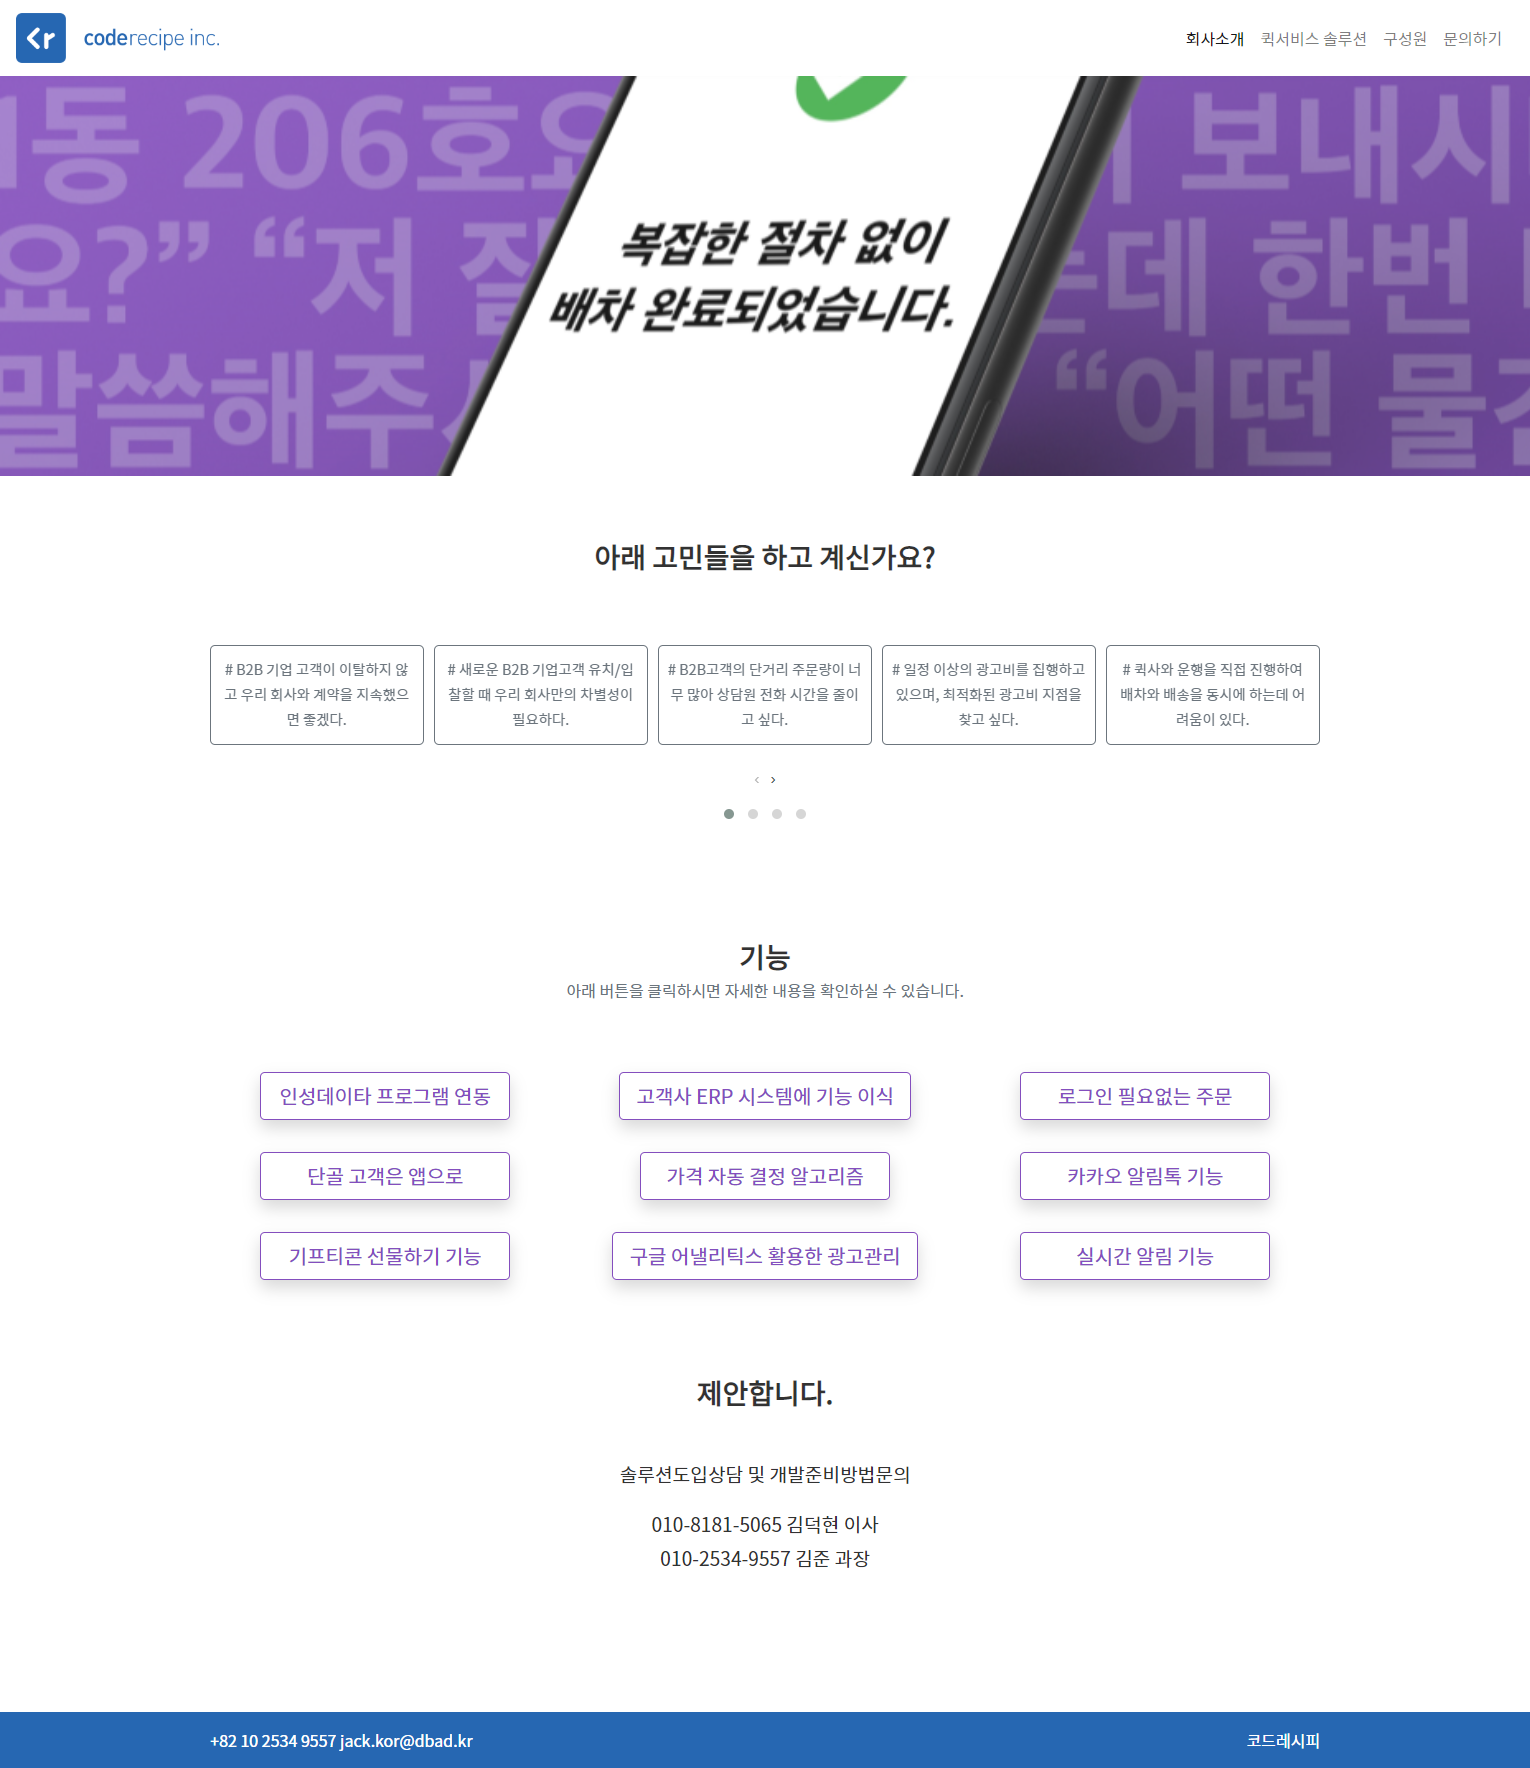 coderecipe inc.
회사소개 퀵서비스 솔루션 구성원 문의하기
1동 206호요
요?” “저
말씀해주시
복잡한 절차 없이
배차 완료되었습니다.
보내시
는데 한번
“어떤 물건
아래 고민들을 하고 계신가요?
# B2B 기업 고객이 이탈하지 않
고 우리 회사와 계약을 지속했으
면 좋겠다.
# 새로운 B2B 기업고객 유치/입
찰할 때 우리 회사만의 차별성이
필요하다.
# B2B고객의 단거리 주문량이 너
무 많아 상담원 전화 시간을 줄이
고 싶다.
# 일정 이상의 광고비를 집행하고
있으며, 최적화된 광고비 지점을
찾고 싶다.
# 퀵사와 운행을 직접 진행하여
배차와 배송을 동시에 하는데 어
려움이 있다.
‹ ›
기능
아래 버튼을 클릭하시면 자세한 내용을 확인하실 수 있습니다.
인성데이타 프로그램 연동
고객사 ERP 시스템에 기능 이식
로그인 필요없는 주문
단골 고객은 앱으로
가격 자동 결정 알고리즘
카카오 알림톡 기능
기프티콘 선물하기 기능
구글 어낼리틱스 활용한 광고관리
실시간 알림 기능
제안합니다.
솔루션도입상담 및 개발준비방법문의
010-8181-5065 김덕현 이사
010-2534-9557 김준 과장
+82 10 2534 9557 jack.kor@dbad.kr
코드레시피